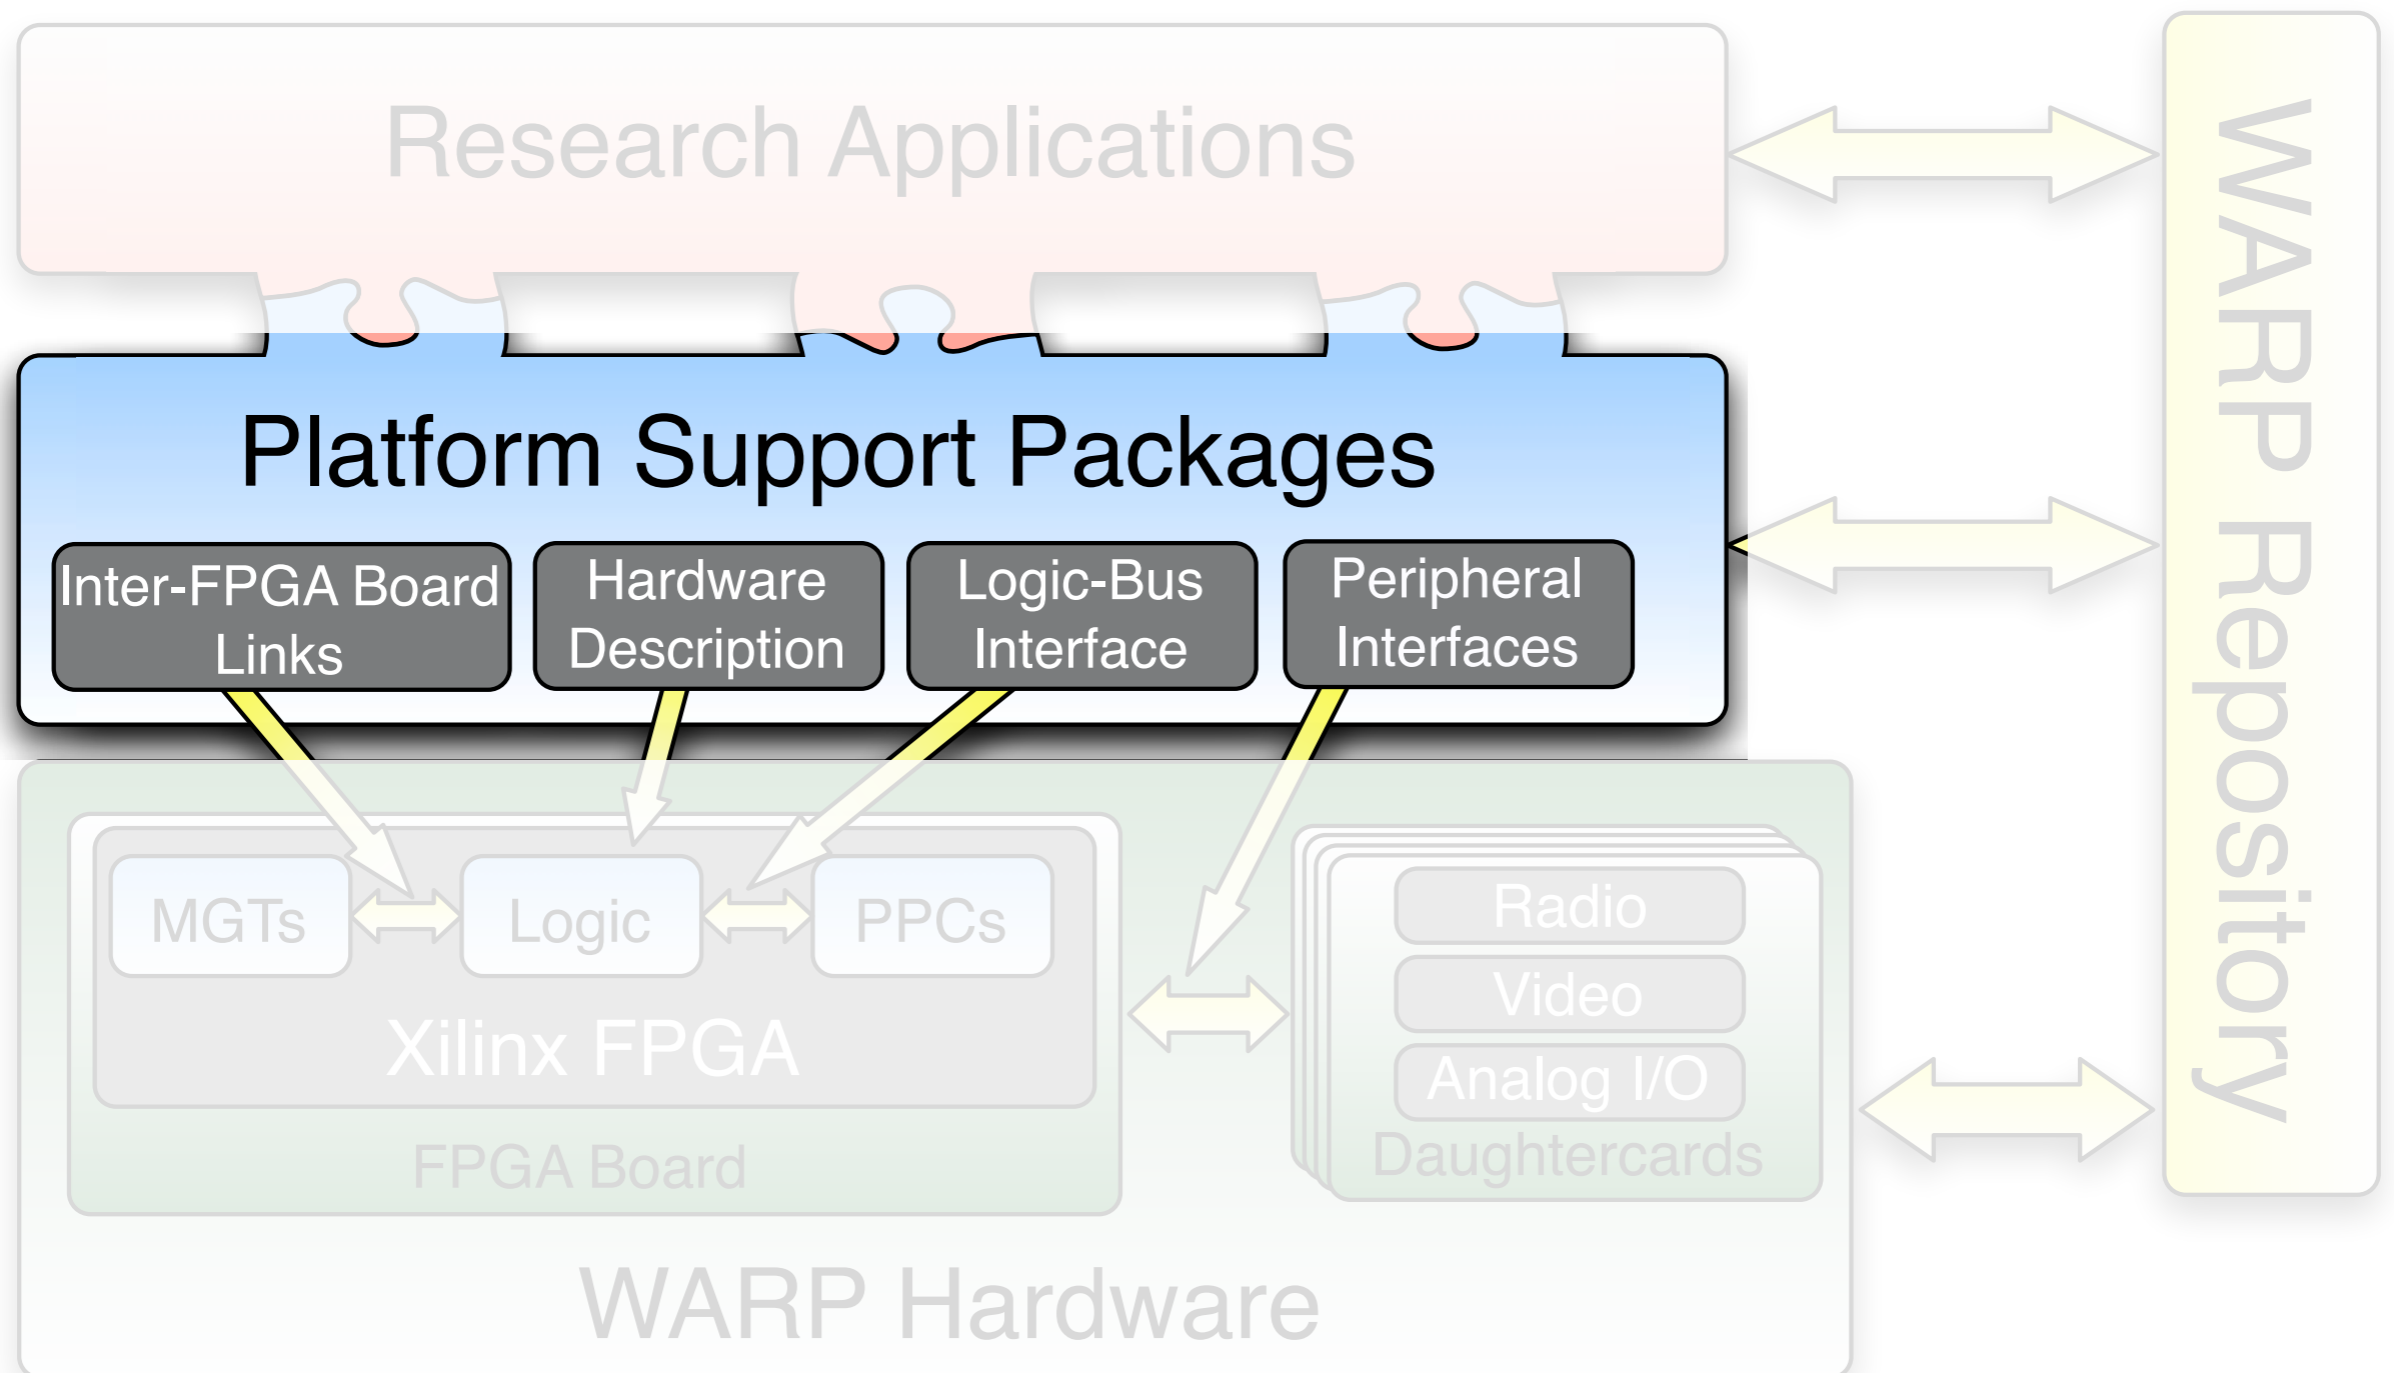 Research Applications
Platform Support Packages
Inter-FPGA Board
Links
Hardware
Description
Logic-Bus
Interface
Peripheral
Interfaces
MGTs
Logic
PPCs
Xilinx FPGA
FPGA Board
Radio
Video
Analog I/O
Daughtercards
WARP Hardware
WARP Repository